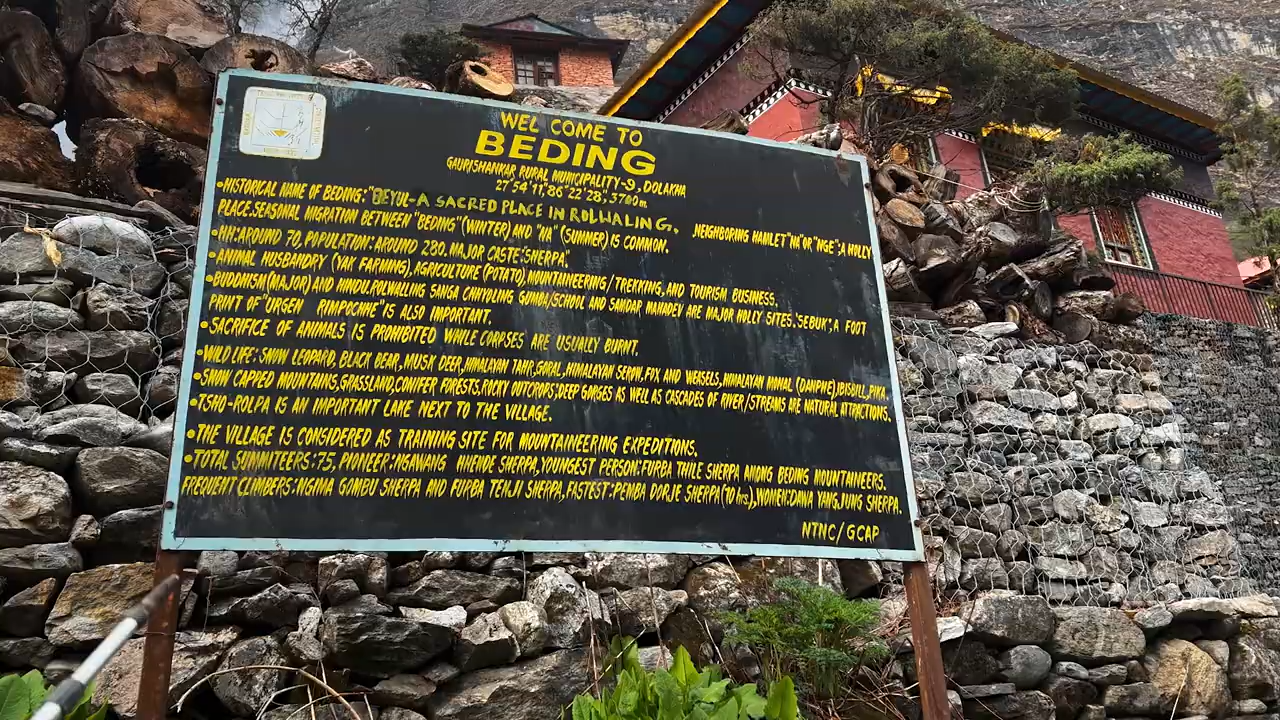 WEL COME TO
BEDING
GAURISHANKAR RURAL MUNICIPALITY-9, DOLAKHA
27°54'11",86°22'28", 3700m
•HISTORICAL NAME OF BEDING:"BEYUL-A SACRED PLACE IN ROLWALING. NEIGHBORING HAMLET"NA"OR"NGE":A HOLLY
PLACE.SEASONAL MIGRATION BETWEEN "BEDING"(WINTER) AND "NA" (SUMMER) IS COMMON.
•HH:AROUND 70, POPULATION: AROUND 280. MAJOR CASTE:"SHERPA".
•ANIMAL HUSBANDRY (YAK FARMING), AGRICULTURE (POTATO),MOUNTAINEERING/TREKKING, AND TOURISM BUSINESS.
•BUDDHISM(MAJOR) AND HINDU.ROLWALLING SANGA CHHYOLING GUMBA/SCHOOL AND SANDAR MAHADEV ARE MAJOR HOLLY SITES.'SEBUK',A FOOT
PRINT OF"URGEN RIMPOCHHE"IS ALSO IMPORTANT.
•SACRIFICE OF ANIMALS IS PROHIBITED WHILE CORPSES ARE USUALLY BURNT.
•WILD LIFE: SNOW LEOPARD, BLACK BEAR,MUSK DEER,HIMALAYAN TAHR,GORAL,HIMALAYAN SEROW,FOX AND WEASELS,HIMALAYAN MONAL (DANPHE),IBISBILL,PIKA.
•SNOW CAPPED MOUNTAINS,GRASSLAND,CONIFER FORESTS,ROCKY OUTCROPS,DEEP GORGES AS WELL AS CASCADES OF RIVER/STREAMS ARE NATURAL ATTRACTIONS.
•TSHO-ROLPA IS AN IMPORTANT LAKE NEXT TO THE VILLAGE.
•THE VILLAGE IS CONSIDERED AS TRAINING SITE FOR MOUNTAINEERING EXPEDITIONS.
•TOTAL SUMMITEERS:75, PIONEER:NGAWANG HHENDE SHERPA,YOUNGEST PERSON:FURBA THILE SHERPA AMONG BEDING MOUNTAINEERS.
FREQUENT CLIMBERS:NGIMA GOMBU SHERPA AND FURBA TENJI SHERPA, FASTEST:PEMBA DORJE SHERPA(10 hrs),WOMEN:DAWA YANGJUNG SHERPA.
NTNC/GCAP